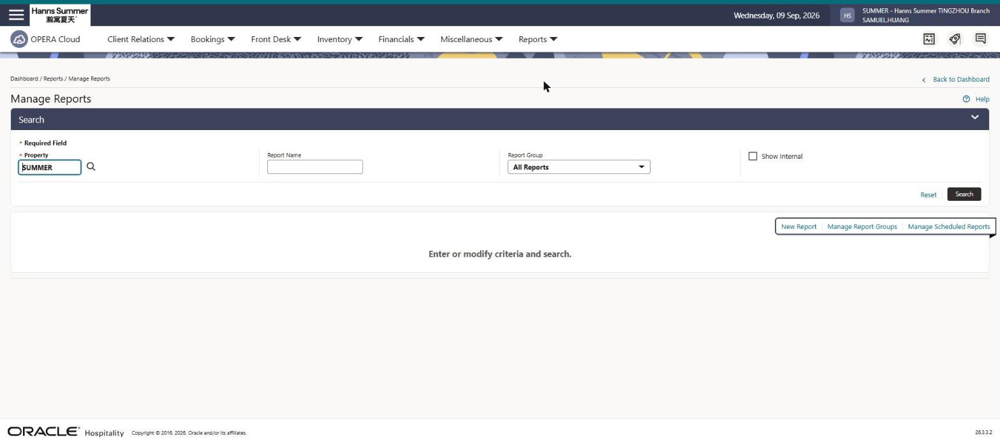 Hanns Summer
瀚寓夏天
Wednesday, 09 Sep, 2026
HS
SUMMER - Hanns Summer TINGZHOU Branch
SAMUEL.HUANG
OPERA Cloud
Client Relations
Bookings
Front Desk
Inventory
Financials
Miscellaneous
Reports
Dashboard / Reports / Manage Reports
Back to Dashboard
Manage Reports
Help
Search
* Required Field
* Property
SUMMER
Report Name
Report Group
All Reports
Show Internal
Reset
Search
New Report
Manage Report Groups
Manage Scheduled Reports
Enter or modify criteria and search.
ORACLE Hospitality
Copyright © 2016, 2026, Oracle and/or its affiliates.
26.3.3.2